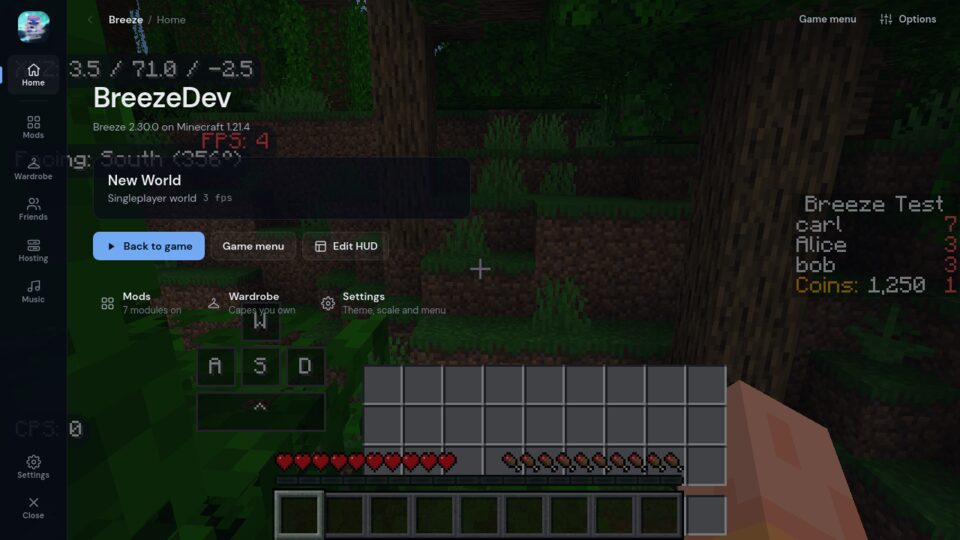 Breeze / Home
Game menu
Options
Z: 3.5 / 71.0 / -2.5
Home
BreezeDev
Breeze 2.30.0 on Minecraft 1.21.4
FPS: 4
Mods
Facing: South (356°)
Wardrobe
New World
Singleplayer world 3 fps
Friends
Breeze Test
carl 7
Alice 3
bob 3
Coins: 1,250 1
Hosting
Back to game
Game menu
Edit HUD
Music
Mods
7 modules on
Wardrobe
Capes you own
Settings
Theme, scale and menu
W
A S D
^
CPS: 0
Settings
Close